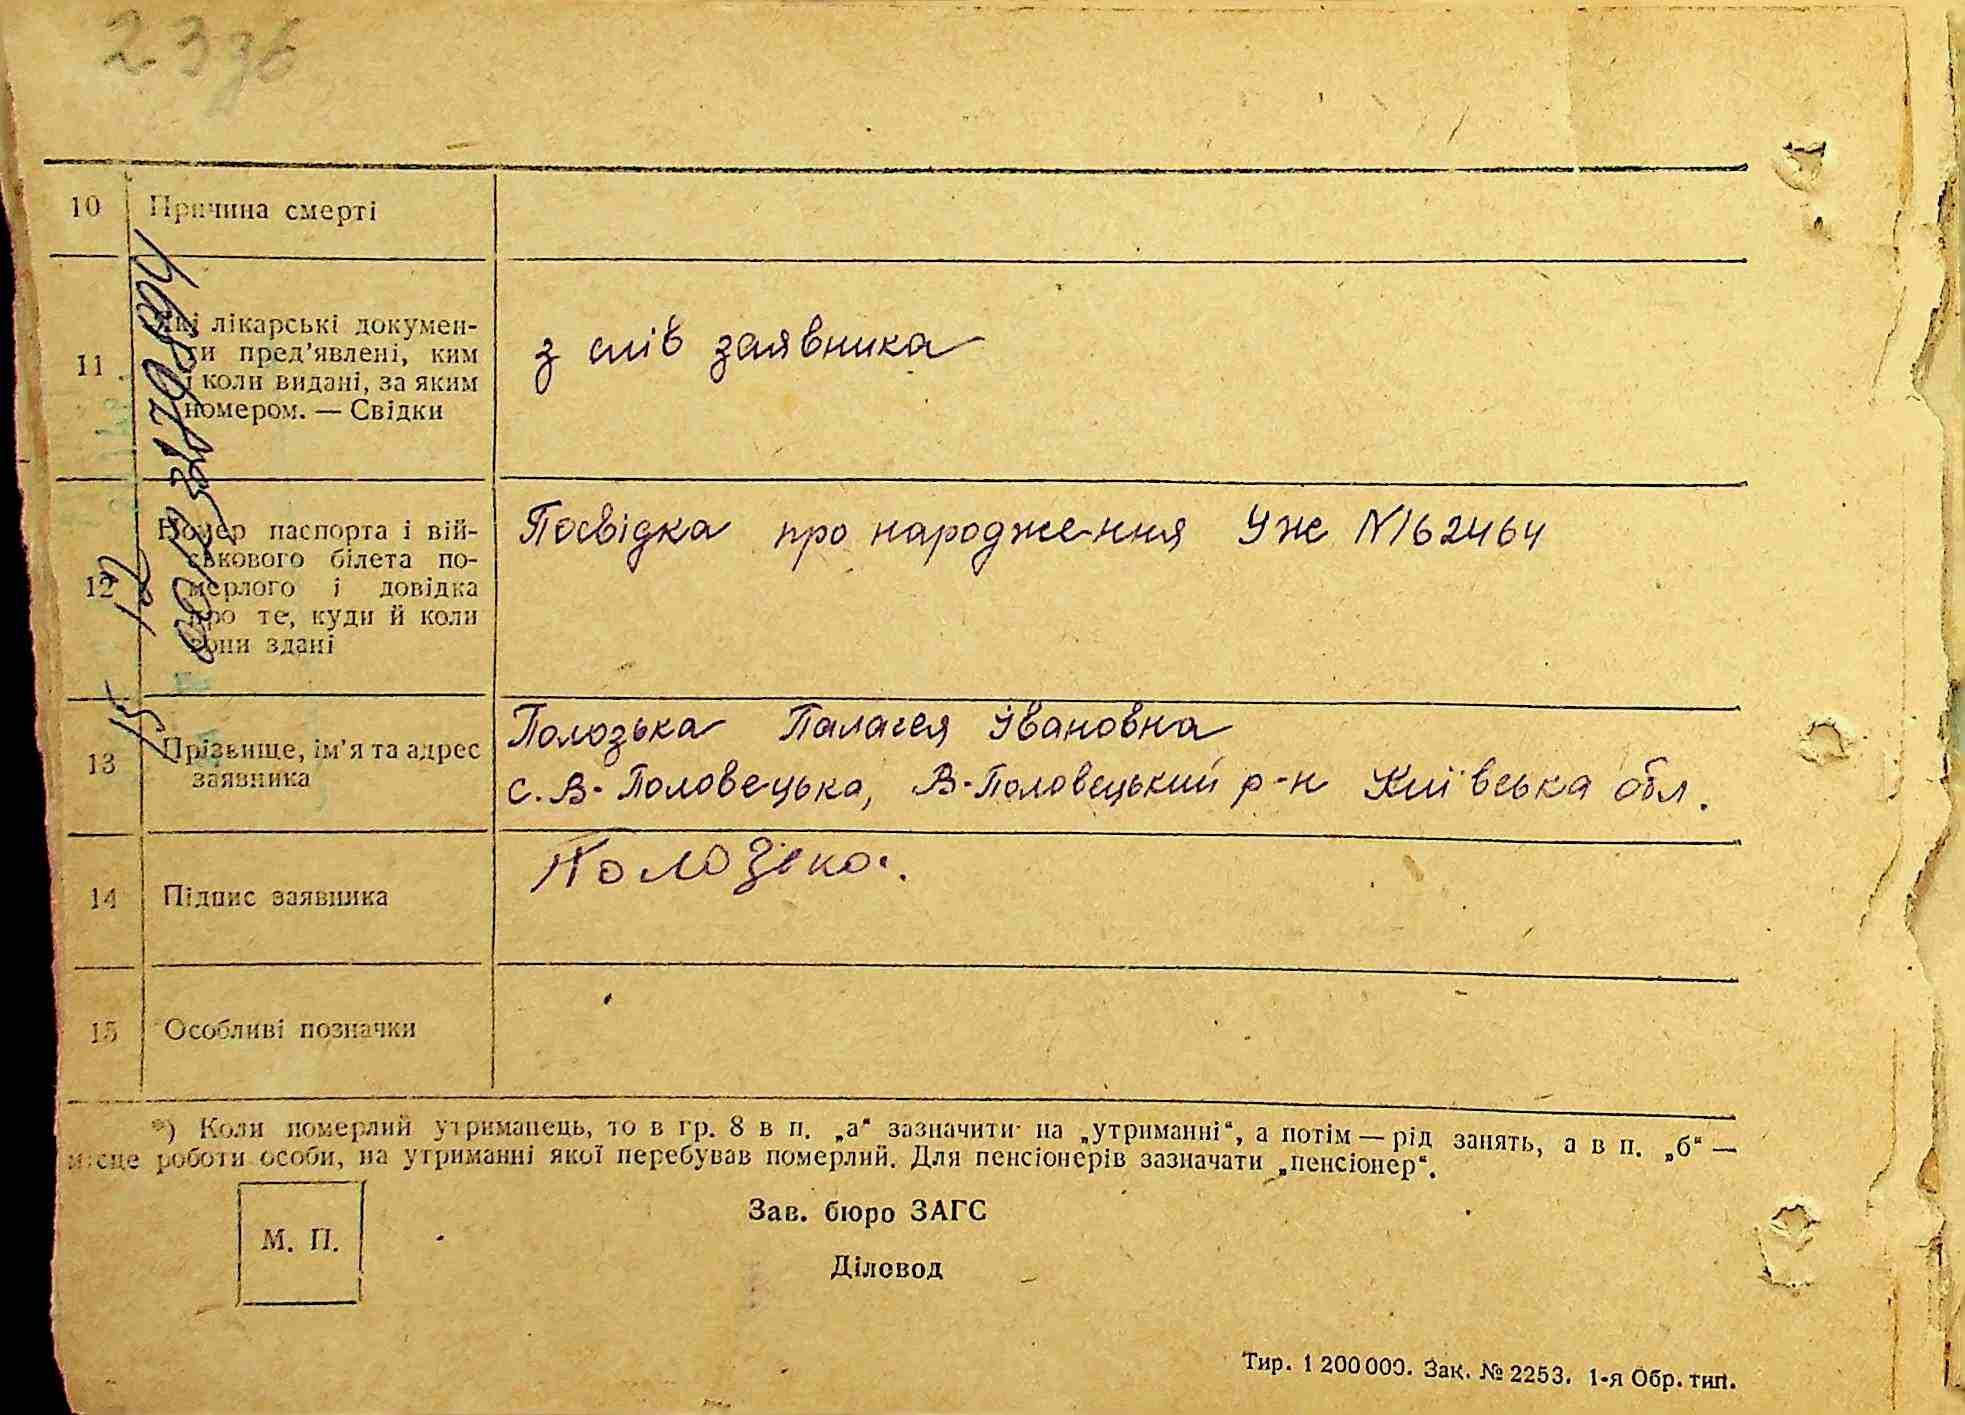 23зв
10 Причина смерті
11 Які лікарські докумен-
ти пред’явлені, ким
і коли видані, за яким
номером. — Свідки
з слів заявника
12 Номер паспорта і вій-
ськового білета по-
мерлого і довідка
про те, куди й коли
вони здані
Посвідка про народження УЖ N162464
13 Прізвище, ім’я та адрес
заявника
Полозька Палагея Івановна
с. В-Половецька, В-Половецький р-н Київська обл.
14 Підпис заявника
Полозька.
15 Особливі позначки
*) Коли померлий утриманець, то в гр. 8 в п. „а“ зазначити на „утриманні“, а потім — рід занять, а в п. „б“ —
місце роботи особи, на утриманні якої перебував померлий. Для пенсіонерів зазначати „пенсіонер“.
М. П.
Зав. бюро ЗАГС
Діловод
Тир. 1 200 000. Зак. № 2253. 1-я Обр. тип.